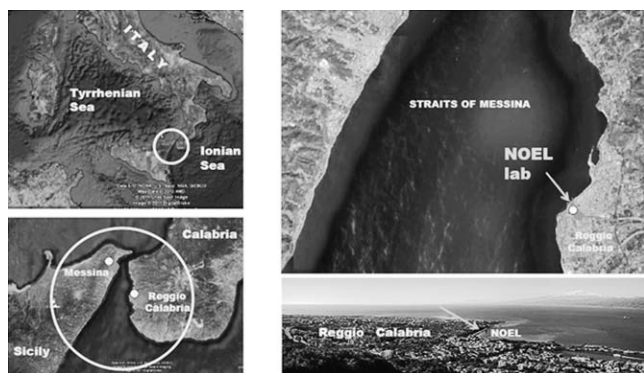 ITALY
Tyrrhenian
Sea
Ionian
Sea
Calabria
Messina
Reggio
Calabria
Sicily
STRAITS OF MESSINA
NOEL
lab
Reggio
Calabria
Reggio Calabria
NOEL